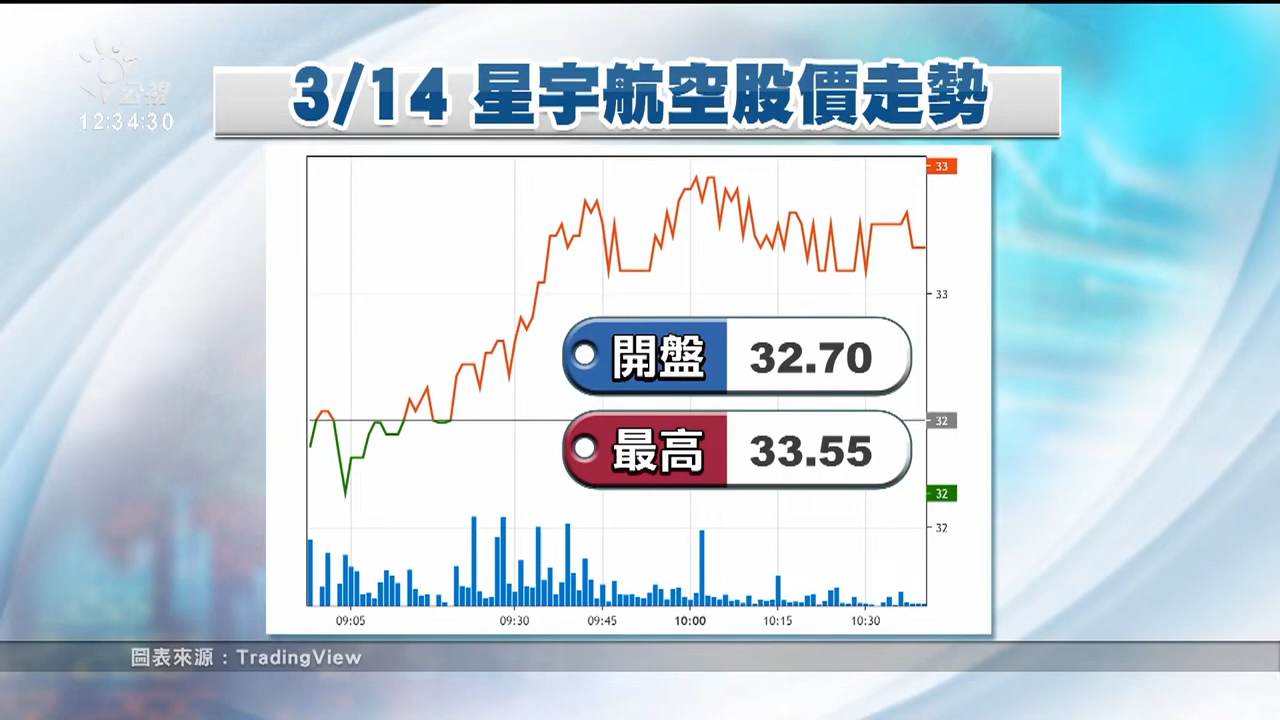 公視
12:34:30
3/14 星宇航空股價走勢
33
33
開盤 32.70
32
最高 33.55
32
32
09:05 09:30 09:45 10:00 10:15 10:30
圖表來源：TradingView